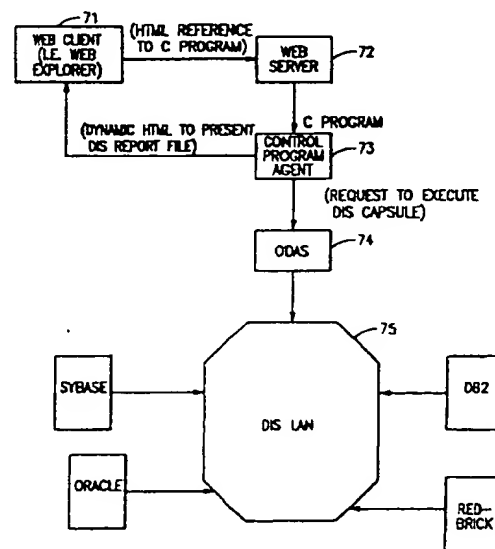 71
WEB CLIENT
(I.E. WEB
EXPLORER)
(HTML REFERENCE
TO C PROGRAM)
WEB
SERVER
72
(DYNAMIC HTML TO PRESENT
DIS REPORT FILE)
C PROGRAM
CONTROL
PROGRAM
AGENT
73
(REQUEST TO EXECUTE
DIS CAPSULE)
ODAS
74
75
SYBASE
DIS LAN
DB2
ORACLE
RED-
BRICK